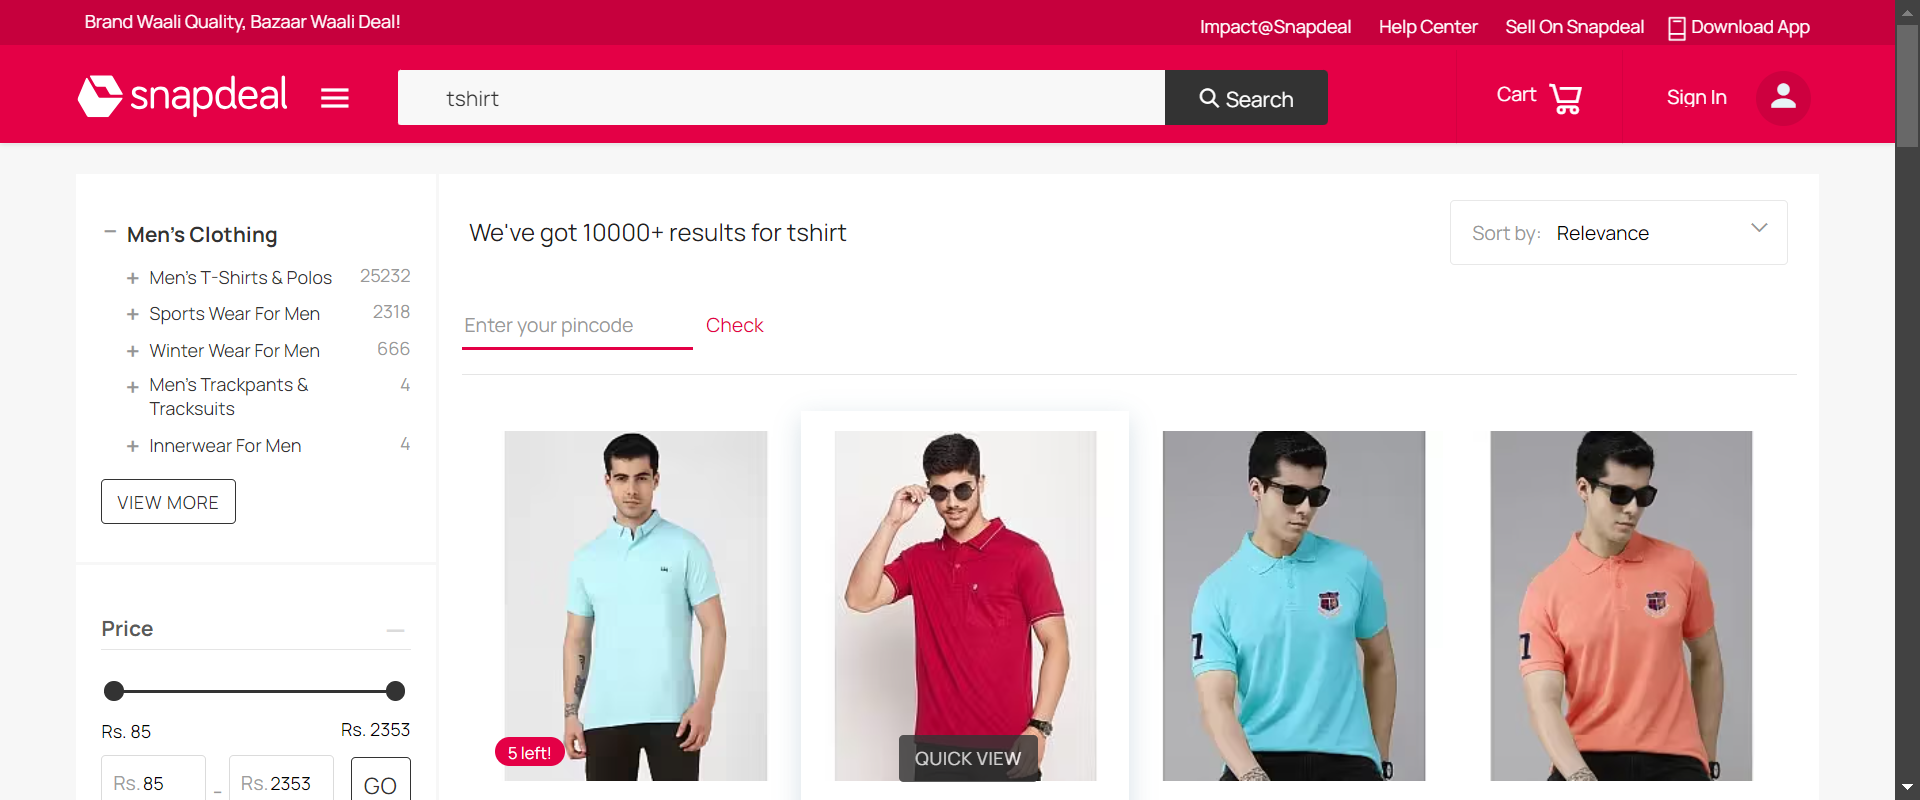 Brand Waali Quality, Bazaar Waali Deal!
Impact@Snapdeal
Help Center
Sell On Snapdeal
Download App
snapdeal
tshirt
Search
Cart
Sign In
Men's Clothing
Men's T-Shirts & Polos 25232
Sports Wear For Men 2318
Winter Wear For Men 666
Men's Trackpants & 4
Tracksuits
Innerwear For Men 4
VIEW MORE
Price
Rs. 85
Rs. 2353
Rs. 85 - Rs. 2353
GO
We've got 10000+ results for tshirt
Sort by: Relevance
Enter your pincode
Check
5 left!
QUICK VIEW
1
1